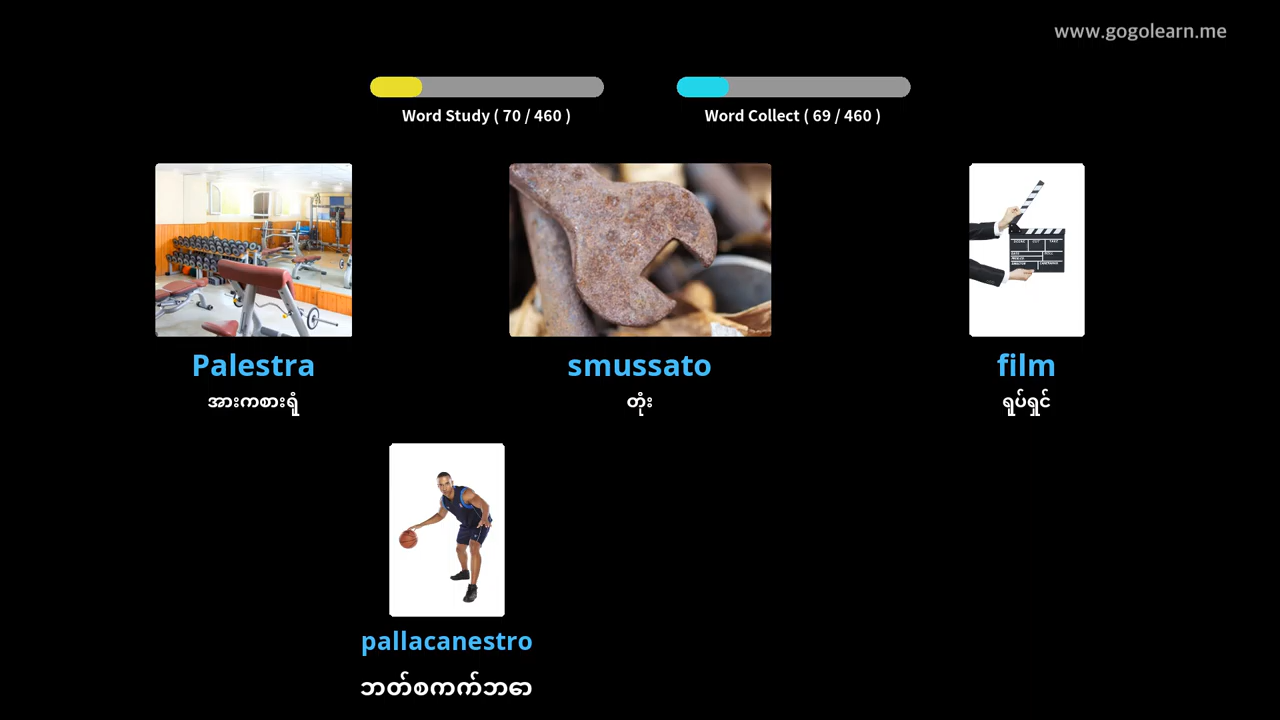 www.gogolearn.me
Word Study ( 70 / 460 )
Word Collect ( 69 / 460 )
Palestra
smussato
film
အားကစားရုံ
တုံး
ရုပ်ရှင်
pallacanestro
ဘတ်စကက်ဘော